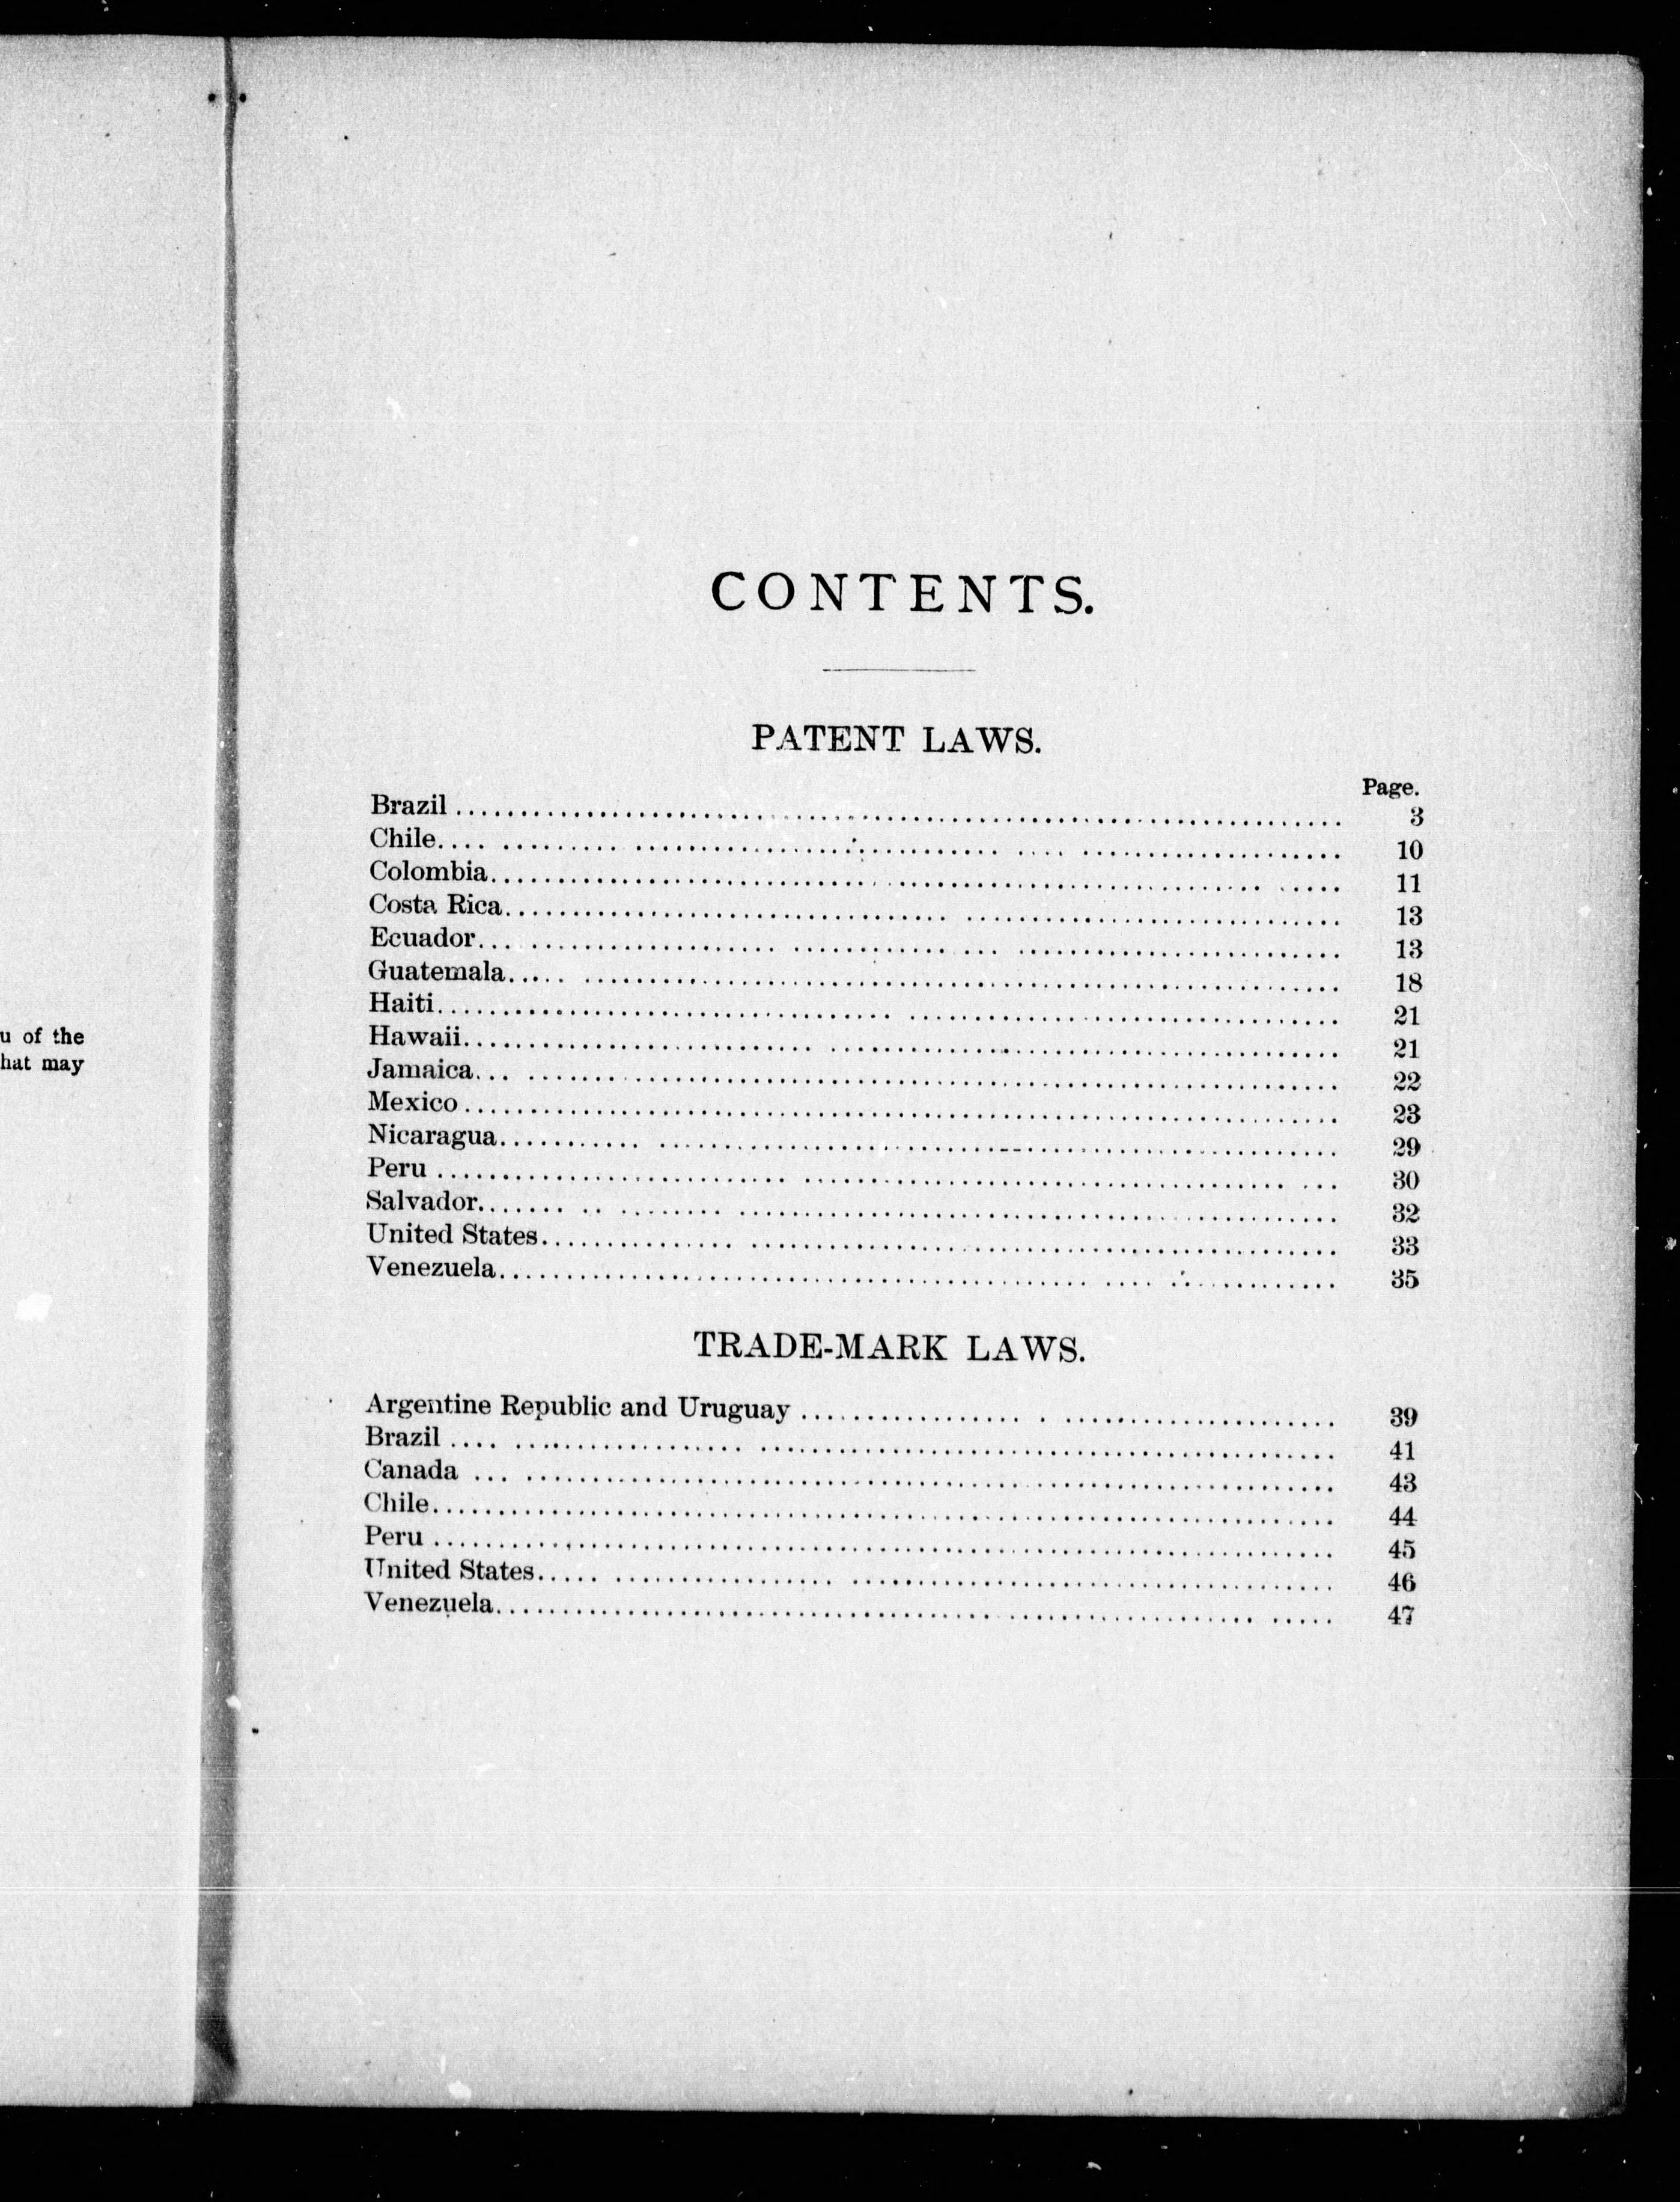 u of the
hat may
CONTENTS.
PATENT LAWS.
Page.
Brazil 3
Chile 10
Colombia 11
Costa Rica 13
Ecuador 13
Guatemala 18
Haiti 21
Hawaii 21
Jamaica 22
Mexico 23
Nicaragua 29
Peru 30
Salvador 32
United States 33
Venezuela 35
TRADE-MARK LAWS.
Argentine Republic and Uruguay 39
Brazil 41
Canada 43
Chile 44
Peru 45
United States 46
Venezuela 47